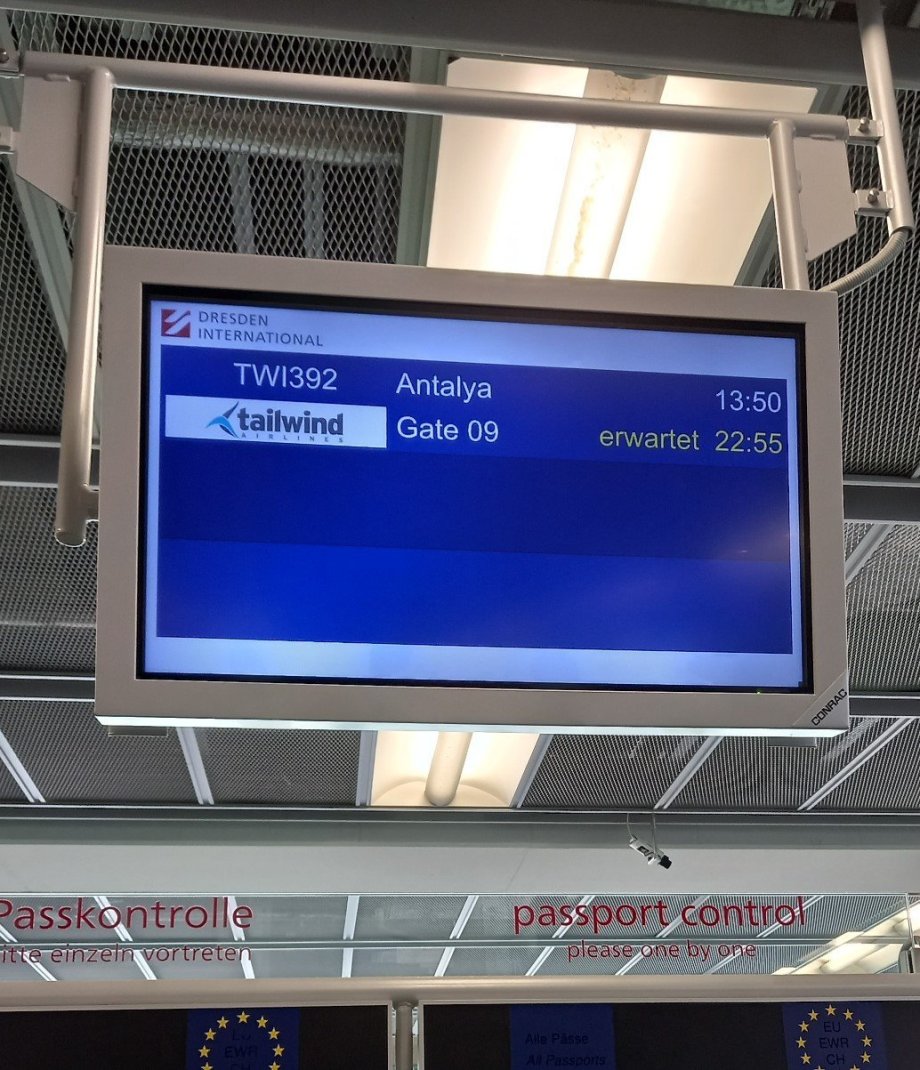 DRESDEN
INTERNATIONAL
TWI392 Antalya 13:50
tailwind
AIRLINES
Gate 09 erwartet 22:55
CONRAC
Passkontrolle
itte einzeln vortreten
passport control
please one by one
EU
EWR
CH
Alle Pässe
All Passports
EU
EWR
CH